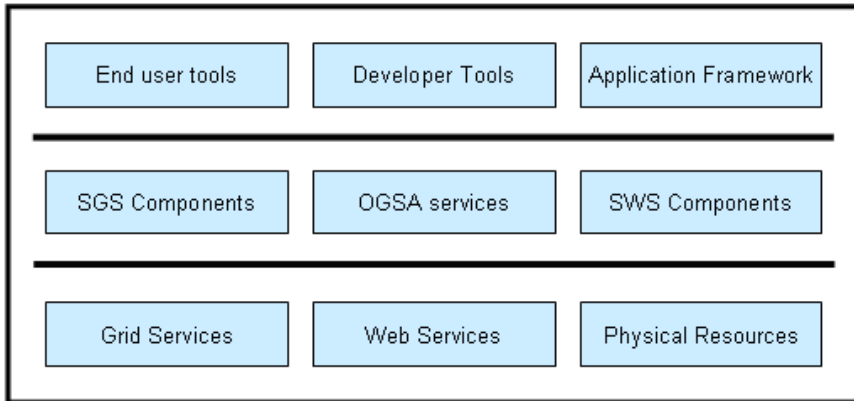 End user tools
Developer Tools
Application Framework
SGS Components
OGSA services
SWS Components
Grid Services
Web Services
Physical Resources